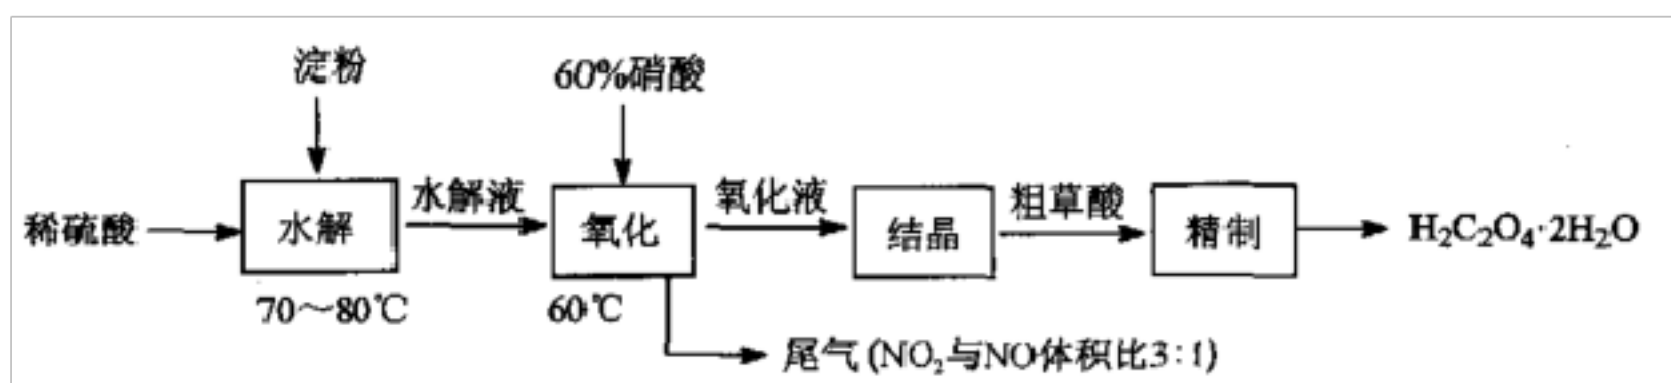 淀粉
60%硝酸
稀硫酸
水解
水解液
氧化
氧化液
结晶
粗草酸
精制
H₂C₂O₄·2H₂O
70～80℃
60℃
尾气(NO₂与NO体积比3:1)